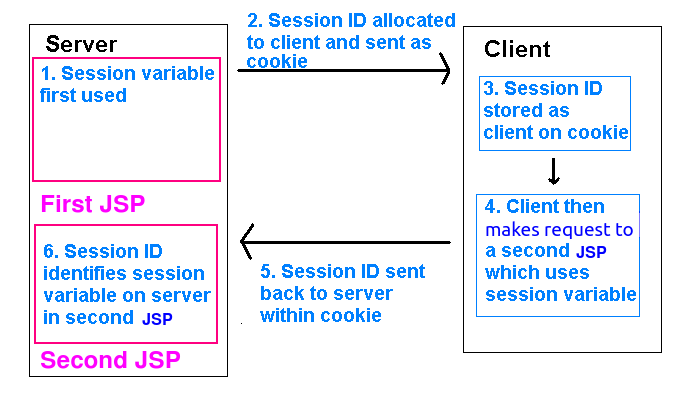 Server
1. Session variable
first used
First JSP
2. Session ID allocated
to client and sent as
cookie
Client
3. Session ID
stored as
client on cookie
4. Client then
makes request to
a second JSP
which uses
session variable
5. Session ID sent
back to server
within cookie
6. Session ID
identifies session
variable on server
in second JSP
Second JSP